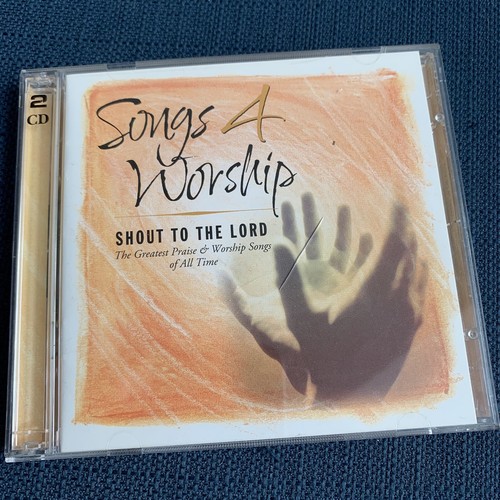 2
CD
Songs 4
Worship
SHOUT TO THE LORD
The Greatest Praise & Worship Songs
of All Time